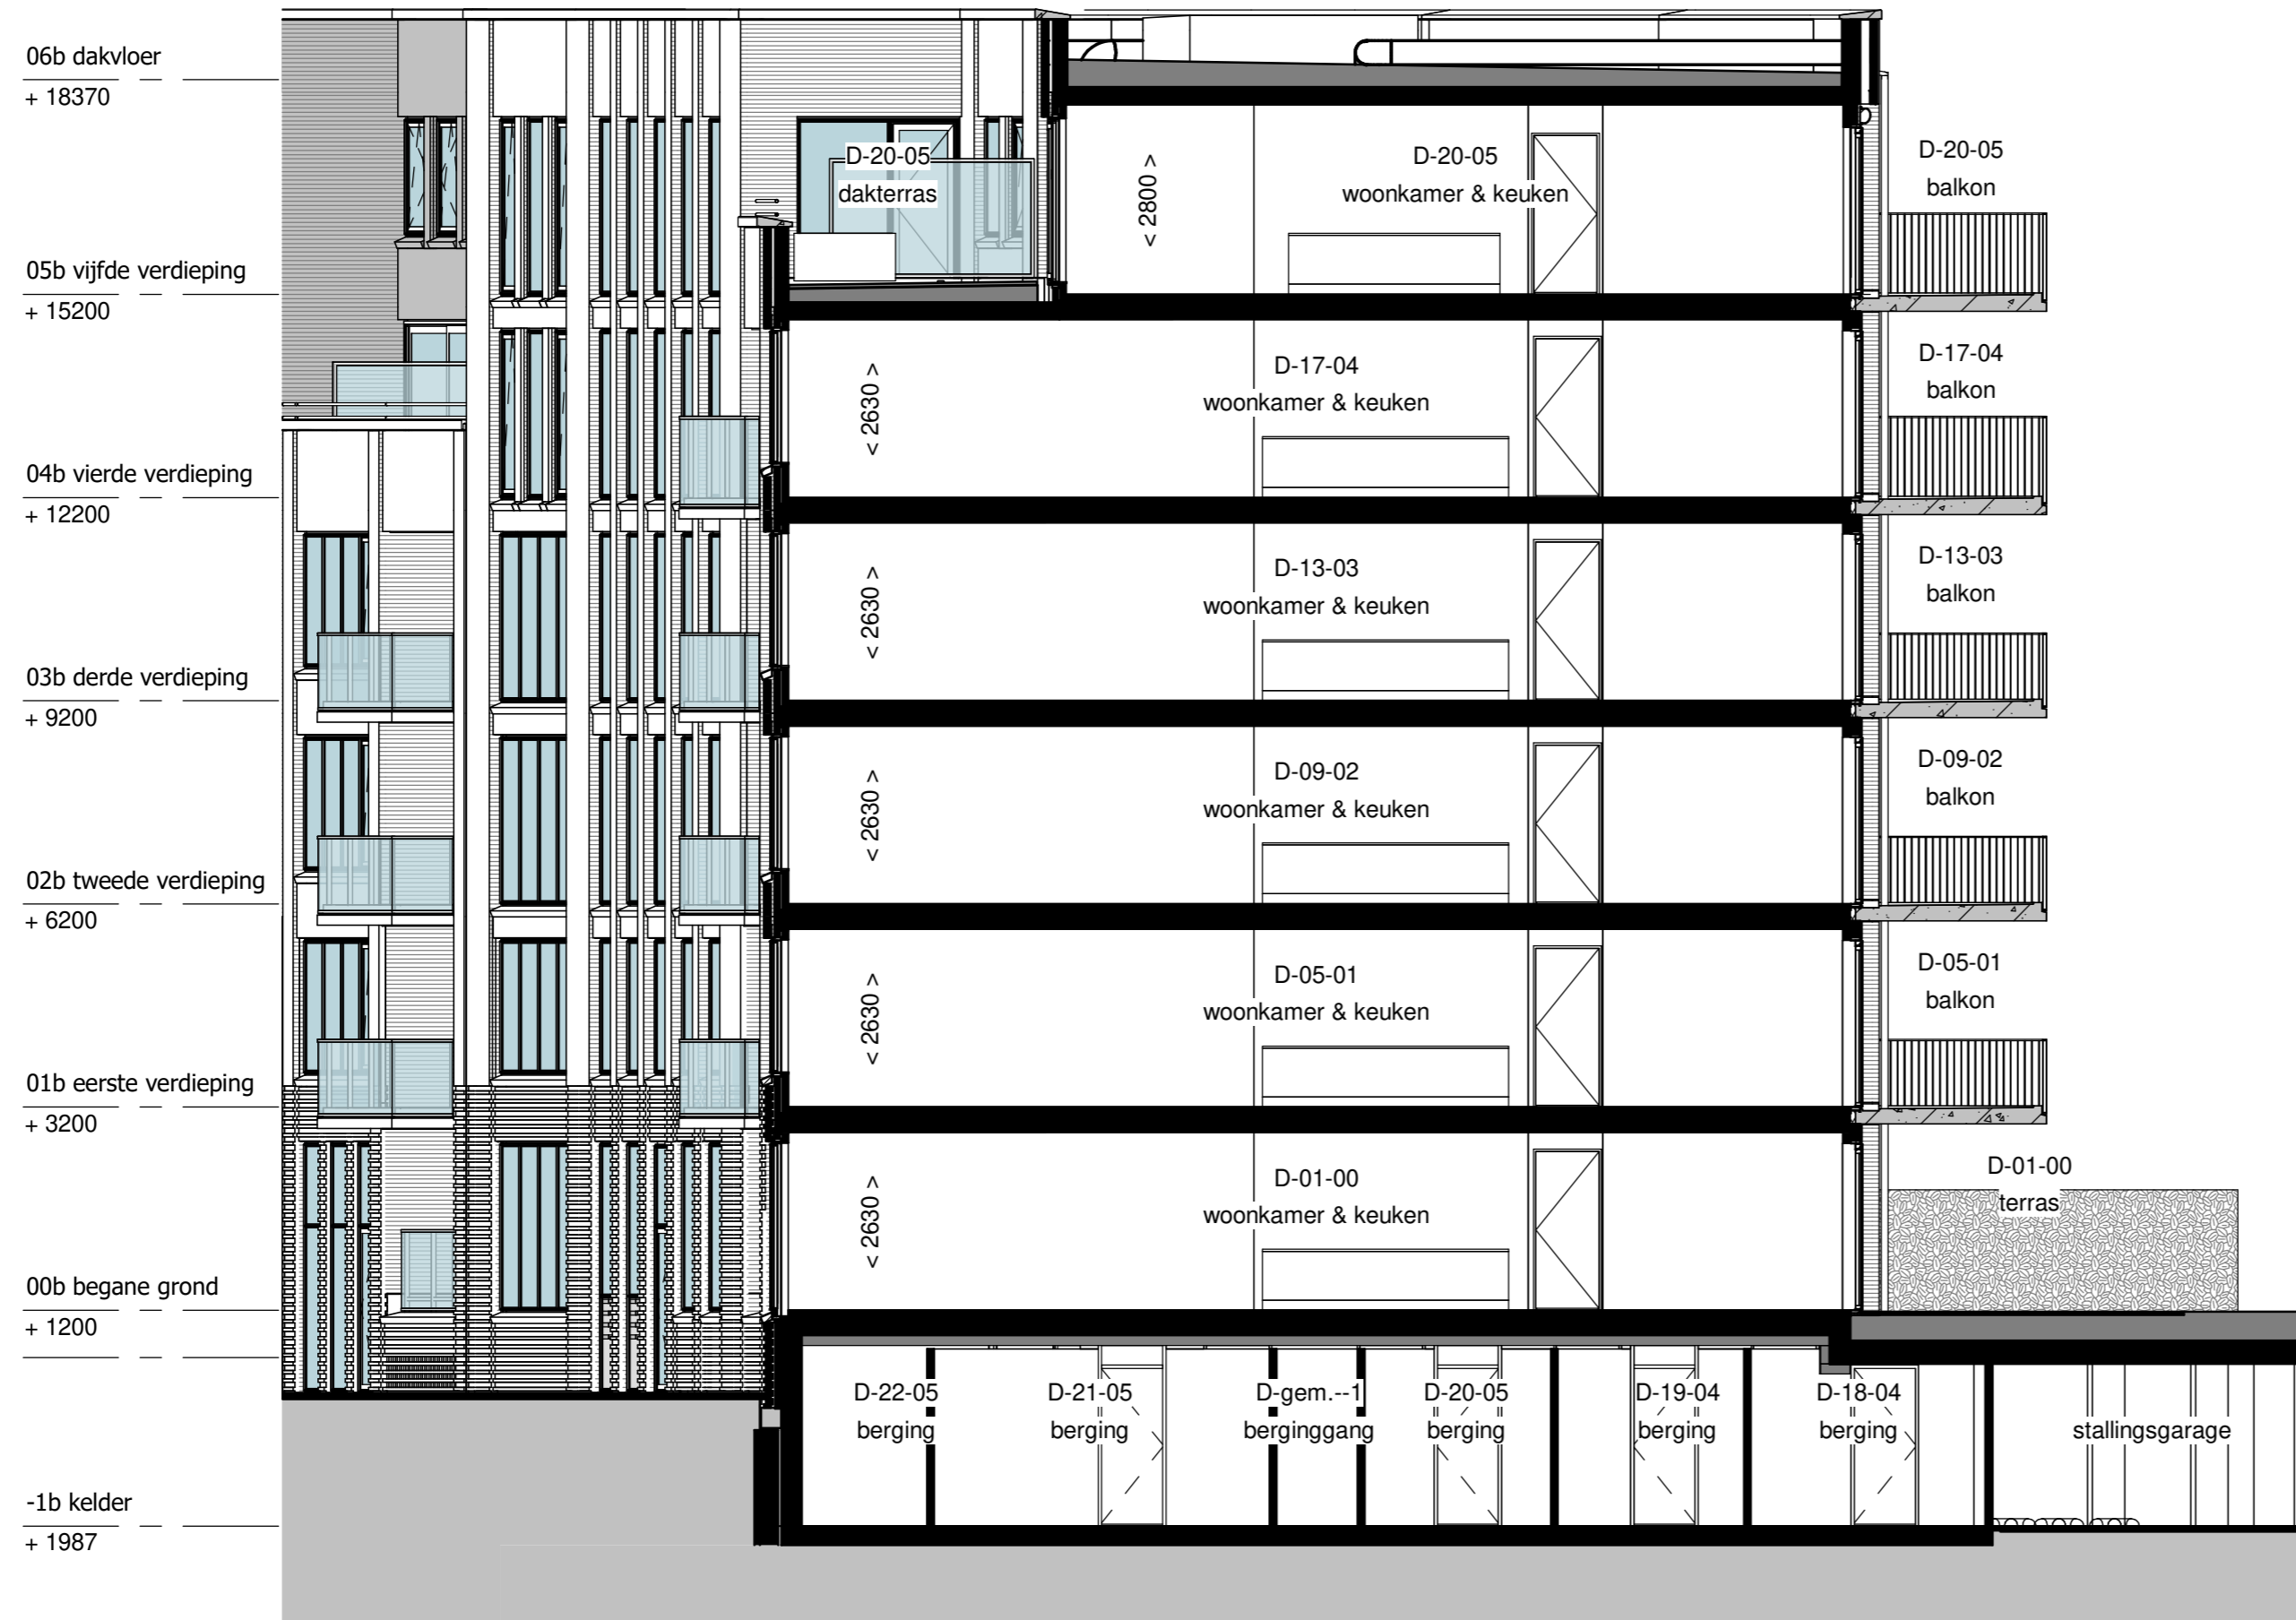 06b dakvloer
+ 18370
05b vijfde verdieping
+ 15200
04b vierde verdieping
+ 12200
03b derde verdieping
+ 9200
02b tweede verdieping
+ 6200
01b eerste verdieping
+ 3200
00b begane grond
+ 1200
-1b kelder
+ 1987
D-20-05
dakterras
< 2800 >
D-20-05
woonkamer & keuken
D-20-05
balkon
< 2630 >
D-17-04
woonkamer & keuken
D-17-04
balkon
< 2630 >
D-13-03
woonkamer & keuken
D-13-03
balkon
< 2630 >
D-09-02
woonkamer & keuken
D-09-02
balkon
< 2630 >
D-05-01
woonkamer & keuken
D-05-01
balkon
< 2630 >
D-01-00
woonkamer & keuken
D-01-00
terras
D-22-05
berging
D-21-05
berging
D-gem.--1
berginggang
D-20-05
berging
D-19-04
berging
D-18-04
berging
stallingsgarage